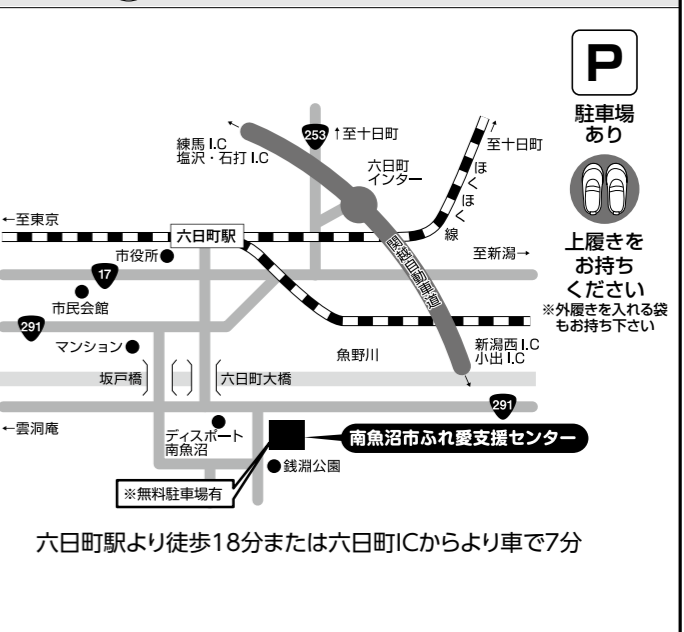 P
駐車場
あり
上履きを
お持ち
ください
※外履きを入れる袋
もお持ち下さい
253
↑至十日町
練馬 I.C
塩沢・石打 I.C
六日町
インター
至十日町
ほくほく線
←至東京
六日町駅
市役所
至新潟→
関越自動車道
17
市民会館
291
マンション
魚野川
新潟西 I.C
小出 I.C
坂戸橋
六日町大橋
291
←雲洞庵
ディスポート
南魚沼
南魚沼市ふれ愛支援センター
銭淵公園
※無料駐車場有
六日町駅より徒歩18分または六日町ICからより車で7分